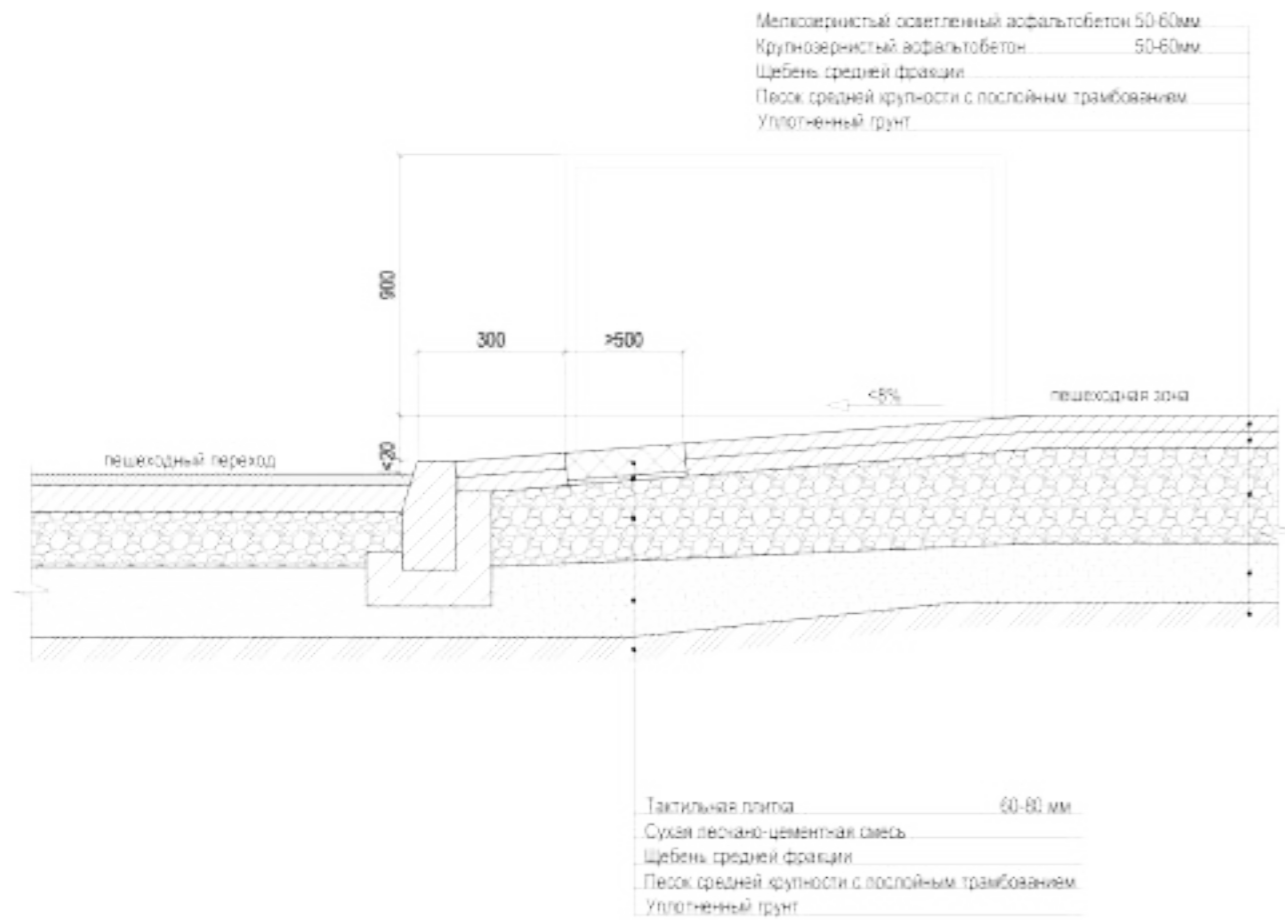 Мелкозернистый осветленный асфальтобетон 50-60мм
Крупнозернистый асфальтобетон 50-60мм
Щебень средней фракции
Песок средней крупности с послойным трамбованием
Уплотненный грунт
900
300
>500
<8%
пешеходная зона
<20
пешеходный переход
Тактильная плитка 60-80 мм
Сухая песчано-цементная смесь
Щебень средней фракции
Песок средней крупности с послойным трамбованием
Уплотненный грунт